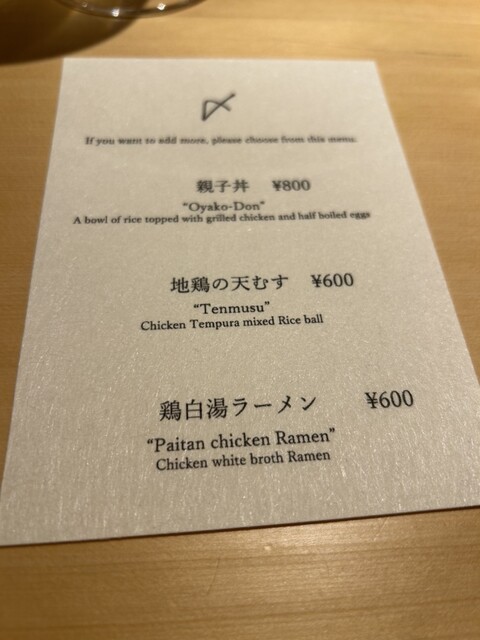 〆
If you want to add more, please choose from this menu.
親子丼 ¥800
“Oyako-Don”
A bowl of rice topped with grilled chicken and half boiled eggs
地鶏の天むす ¥600
“Tenmusu”
Chicken Tempura mixed Rice ball
鶏白湯ラーメン ¥600
“Paitan chicken Ramen”
Chicken white broth Ramen